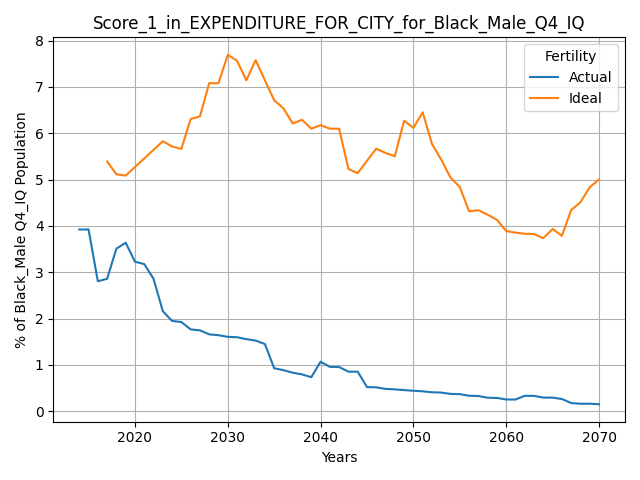 Score_1_in_EXPENDITURE_FOR_CITY_for_Black_Male_Q4_IQ
Fertility
Actual
Ideal
% of Black_Male Q4_IQ Population
8
7
6
5
4
3
2
1
0
2020 2030 2040 2050 2060 2070
Years